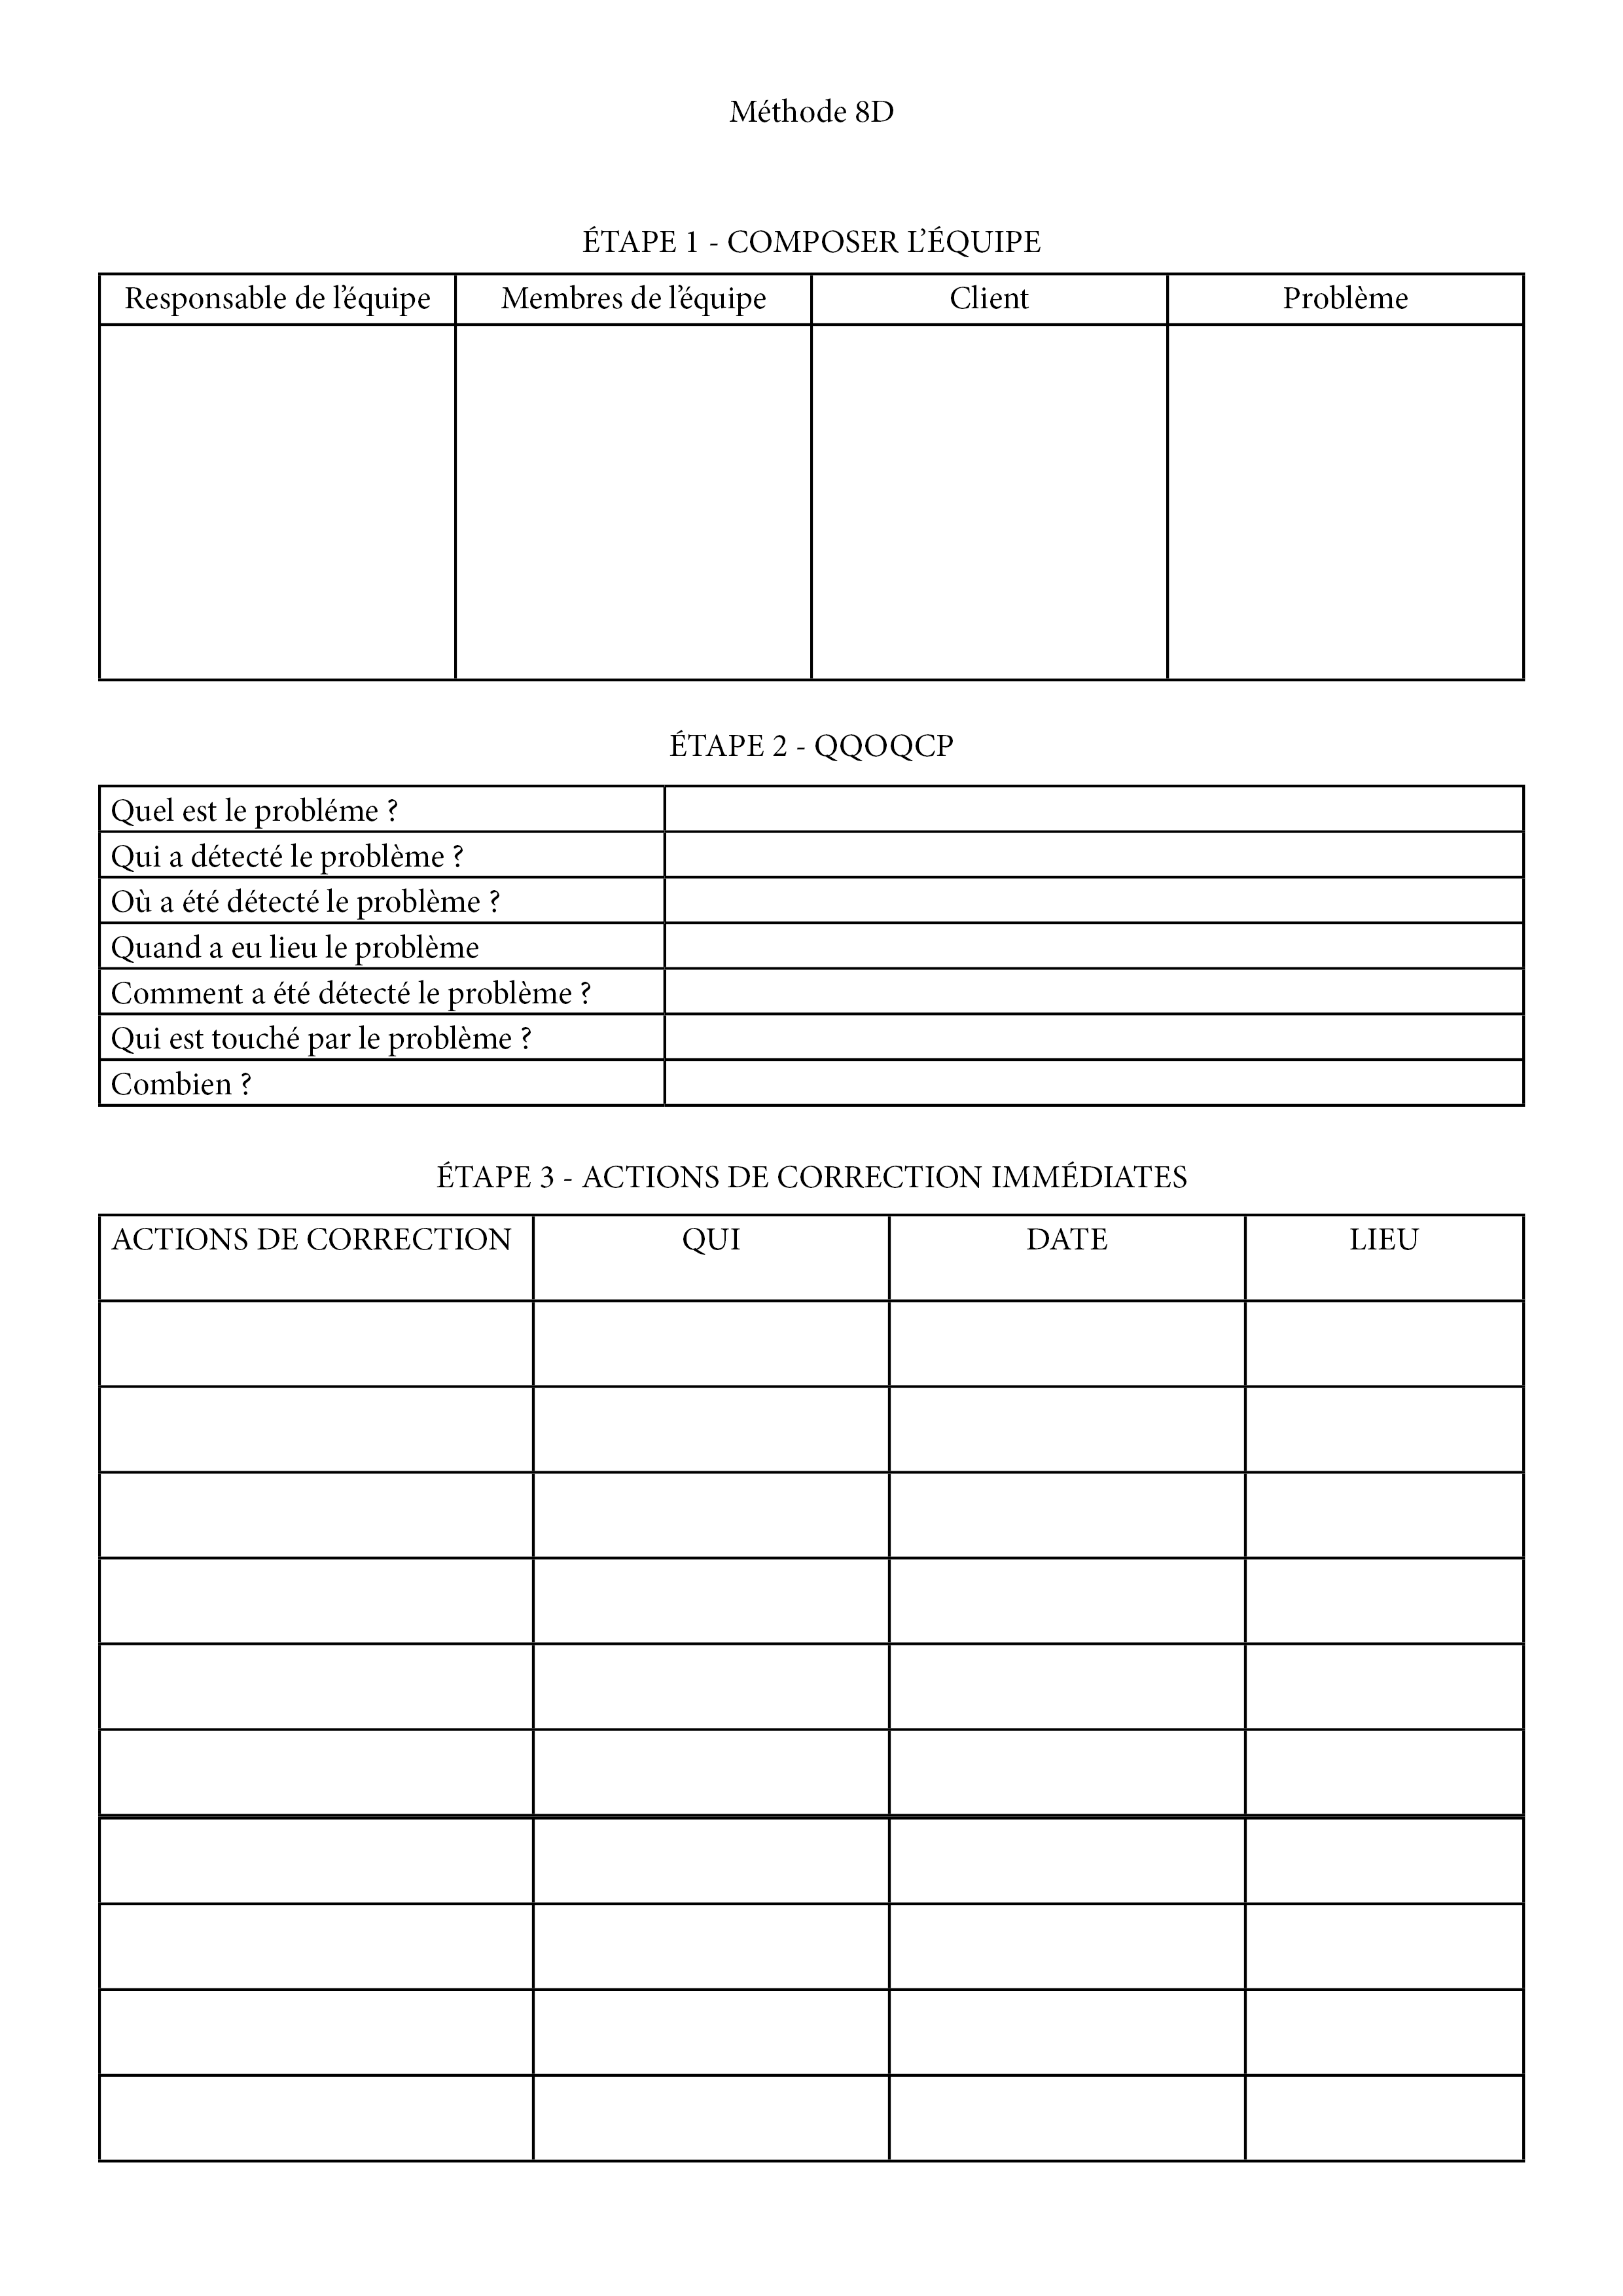 Méthode 8D
ÉTAPE 1 - COMPOSER L’ÉQUIPE
Responsable de l’équipe Membres de l’équipe Client Problème
ÉTAPE 2 - QQOQCP
Quel est le probléme ?
Qui a détecté le problème ?
Où a été détecté le problème ?
Quand a eu lieu le problème
Comment a été détecté le problème ?
Qui est touché par le problème ?
Combien ?
ÉTAPE 3 - ACTIONS DE CORRECTION IMMÉDIATES
ACTIONS DE CORRECTION QUI DATE LIEU